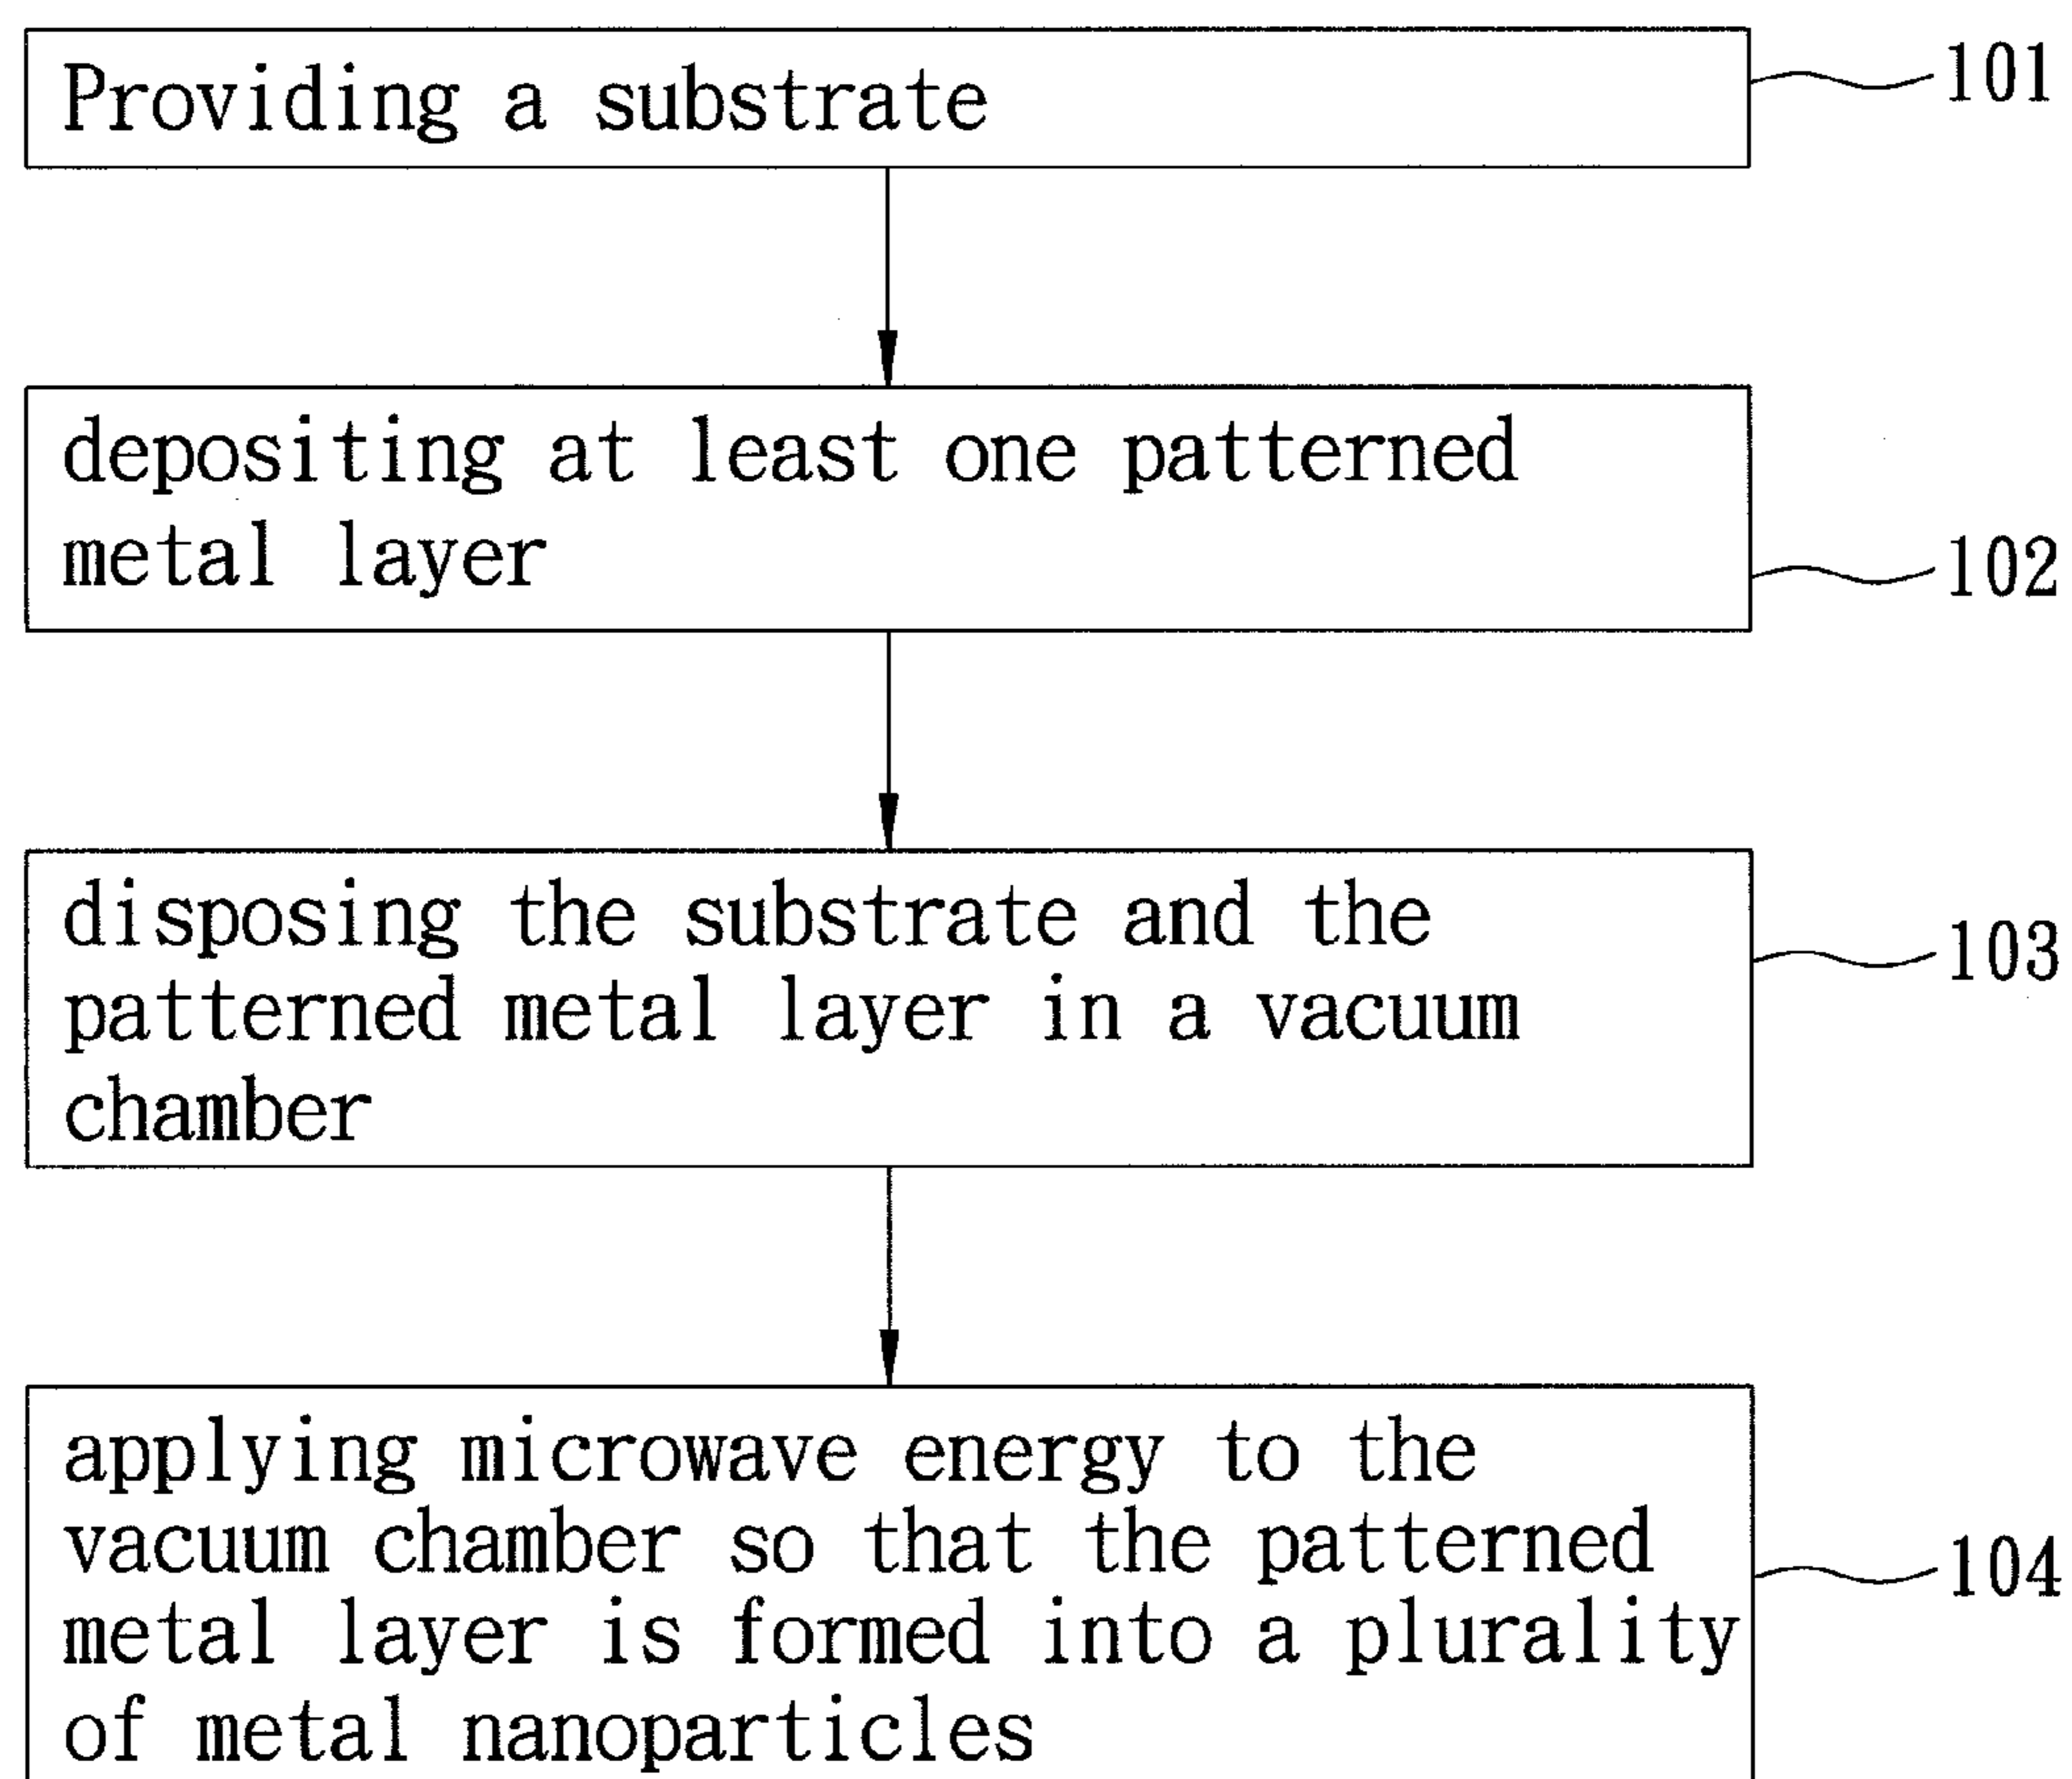 Providing a substrate
101
depositing at least one patterned
metal layer
102
disposing the substrate and the
patterned metal layer in a vacuum
chamber
103
applying microwave energy to the
vacuum chamber so that the patterned
metal layer is formed into a plurality
of metal nanoparticles
104